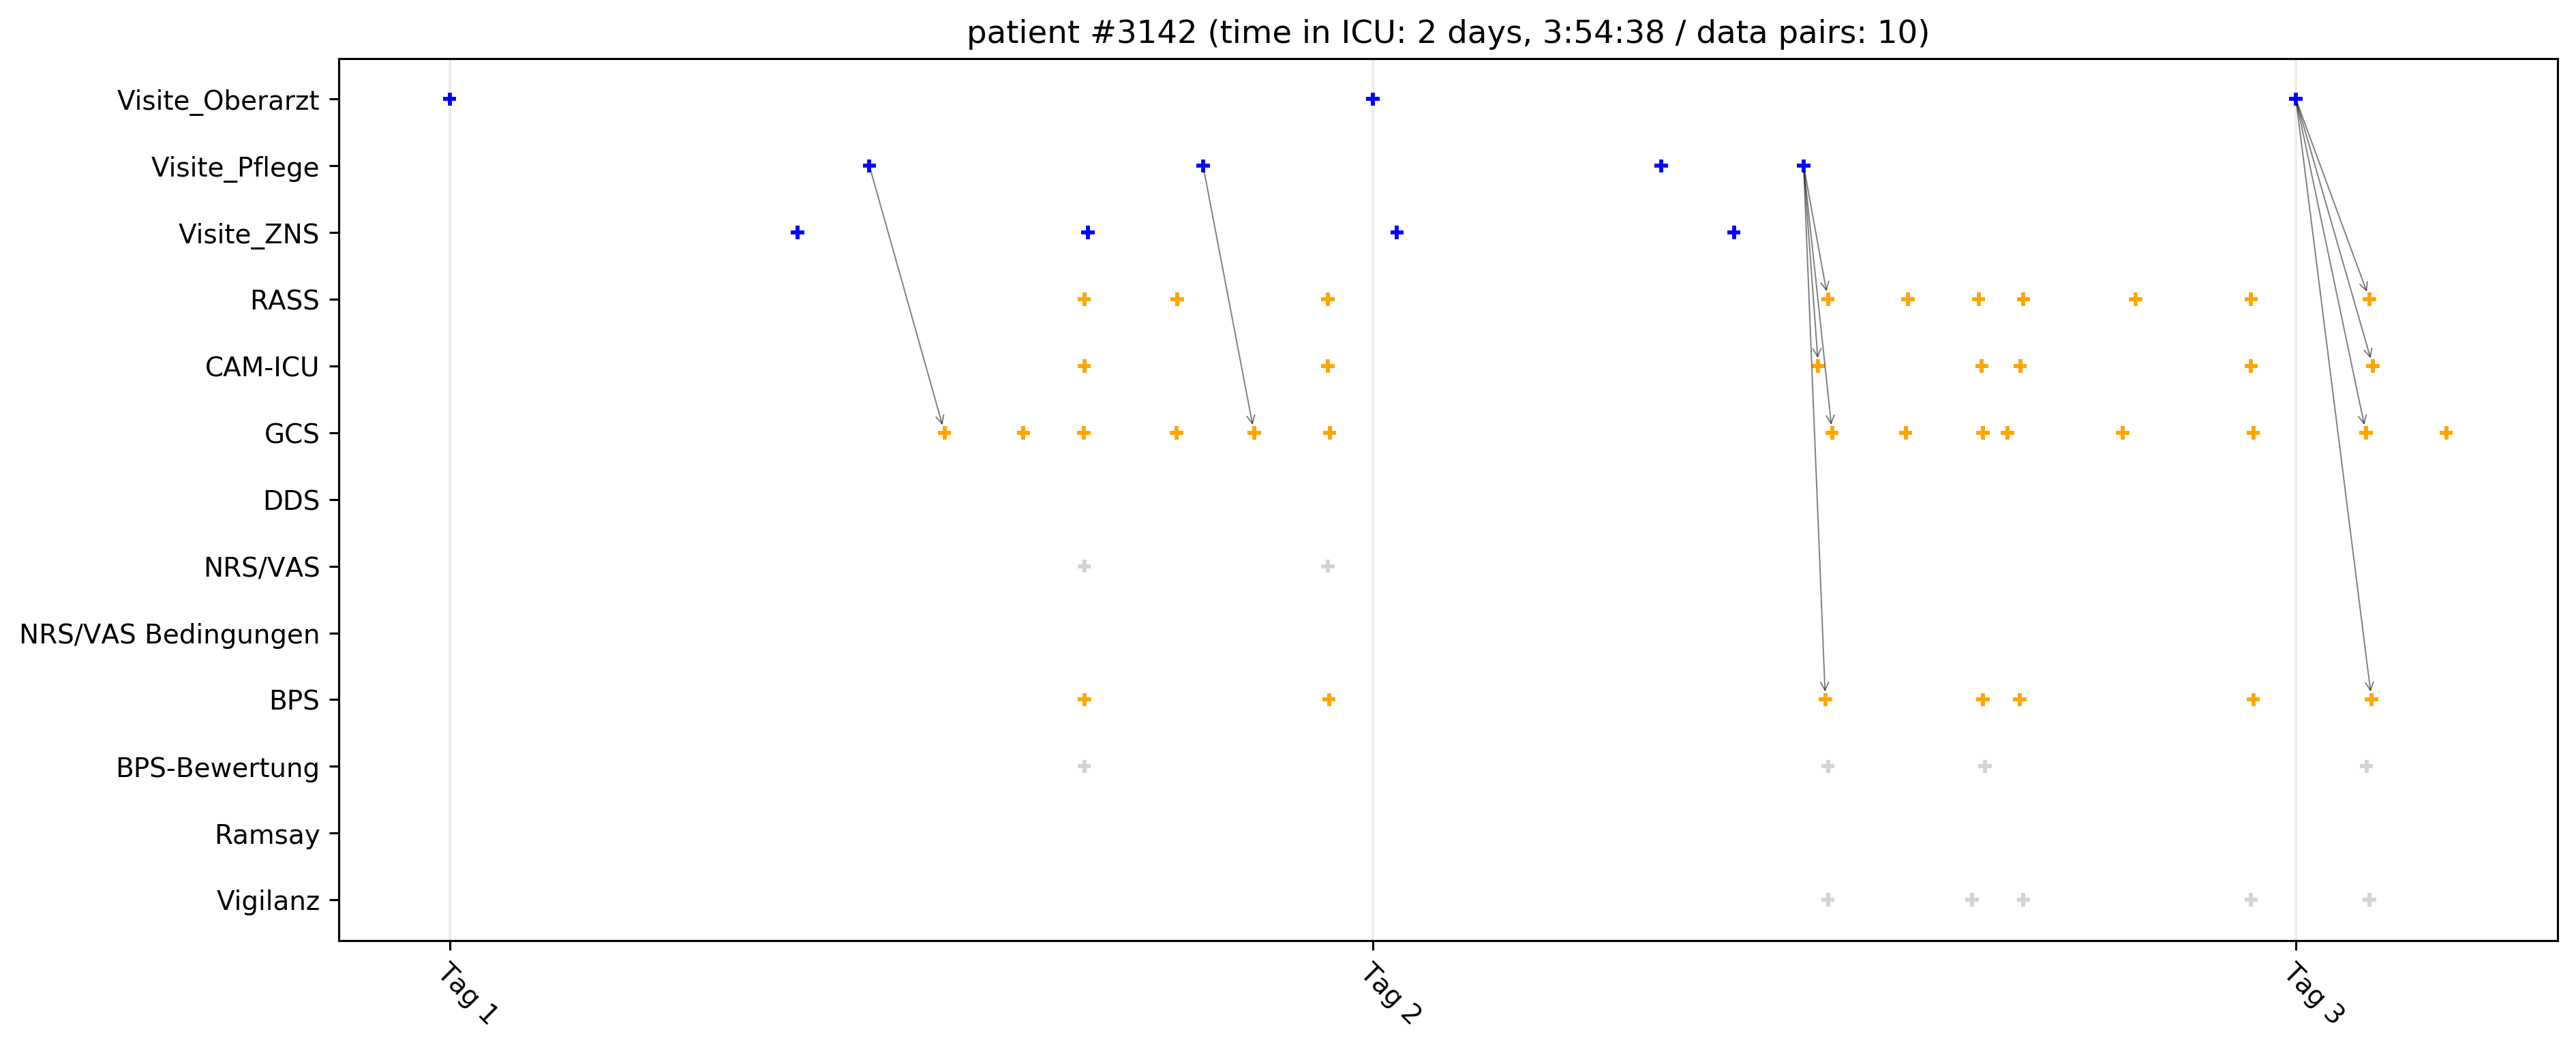 patient #3142 (time in ICU: 2 days, 3:54:38 / data pairs: 10)
Visite_Oberarzt
Visite_Pflege
Visite_ZNS
RASS
CAM-ICU
GCS
DDS
NRS/VAS
NRS/VAS Bedingungen
BPS
BPS-Bewertung
Ramsay
Vigilanz
Tag 1
Tag 2
Tag 3